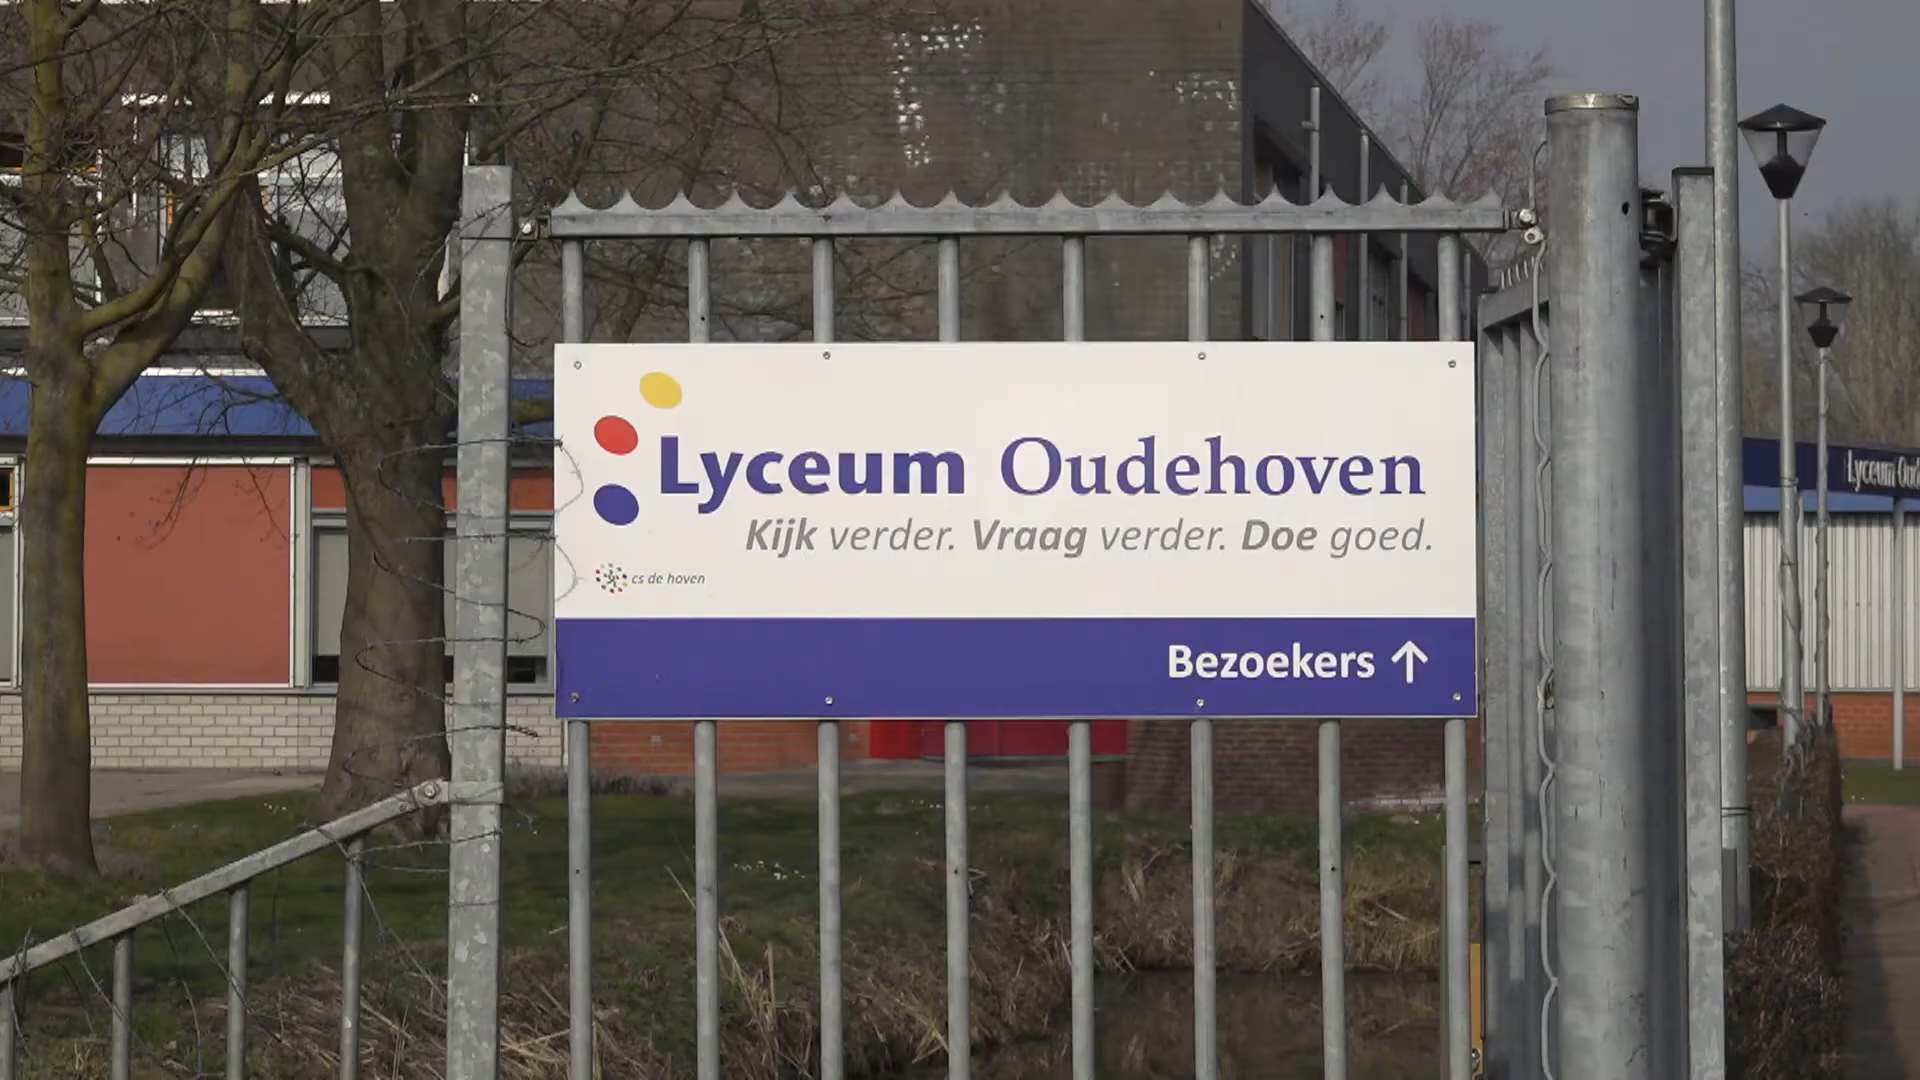 Lyceum Oudehoven
Kijk verder. Vraag verder. Doe goed.
cs de hoven
Bezoekers ↑
Lyceum Oud